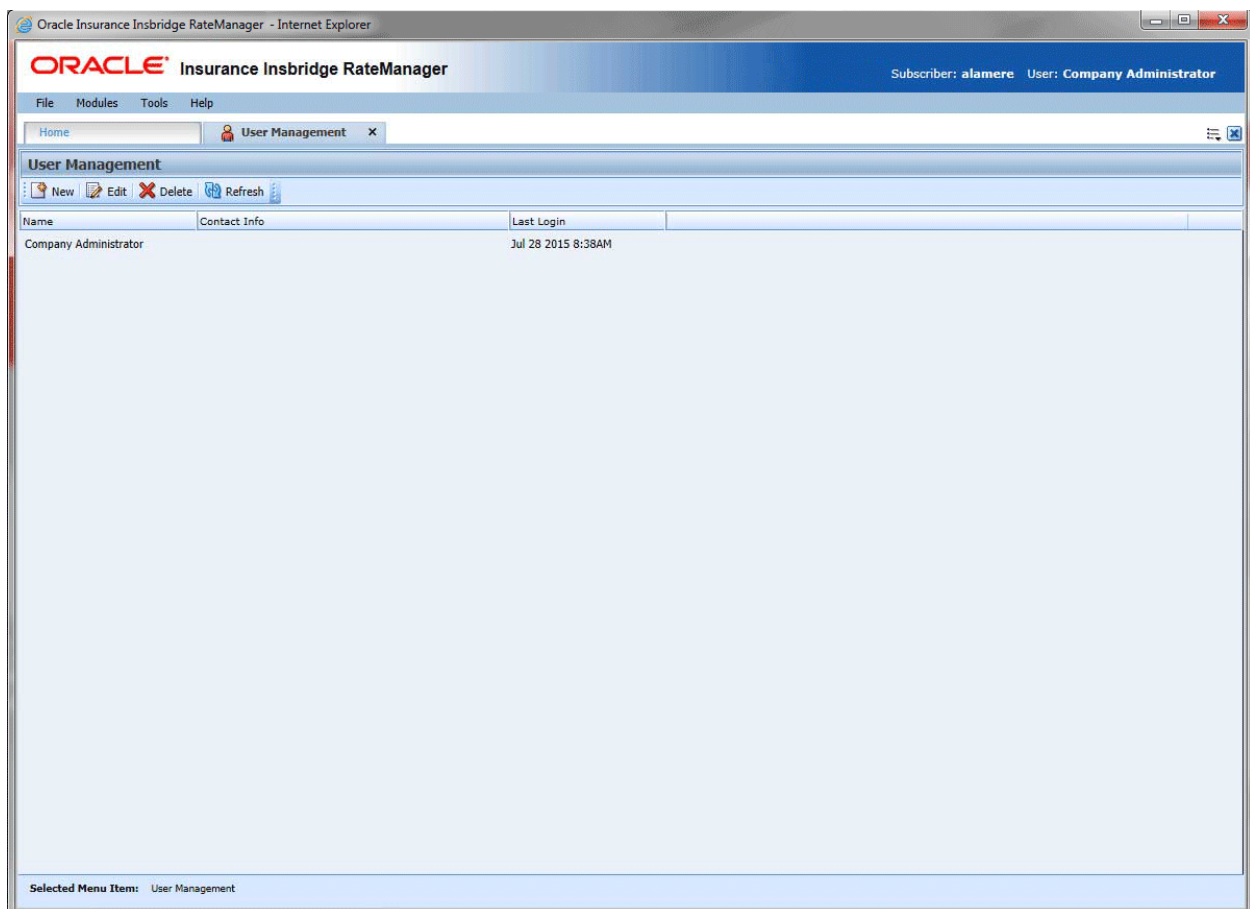 Oracle Insurance Insbridge RateManager - Internet Explorer
ORACLE® Insurance Insbridge RateManager
Subscriber: alamere User: Company Administrator
File Modules Tools Help
Home User Management x
User Management
New Edit Delete Refresh
Name Contact Info Last Login
Company Administrator Jul 28 2015 8:38AM
Selected Menu Item: User Management